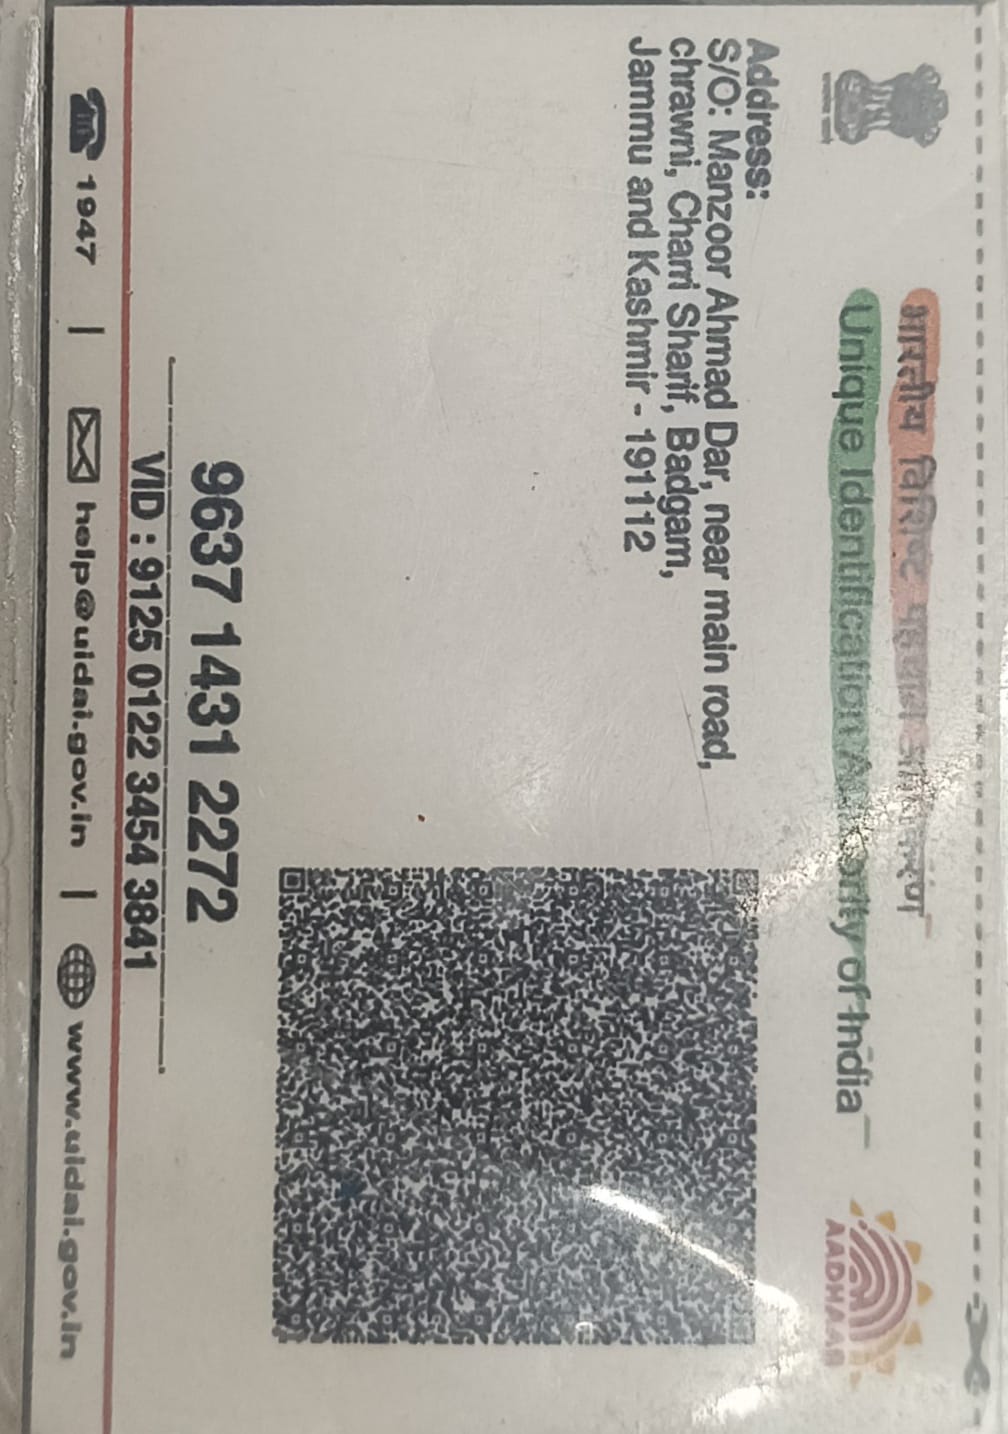 भारतीय विशिष्ट पहचान प्राधिकरण
Unique Identification Authority of India
AADHAAR
Address:
S/O: Manzoor Ahmad Dar, near main road,
chrawni, Charri Sharif, Badgam,
Jammu and Kashmir - 191112
9637 1431 2272
VID : 9125 0122 3454 3841
1947 | help@uidai.gov.in | www.uidai.gov.in